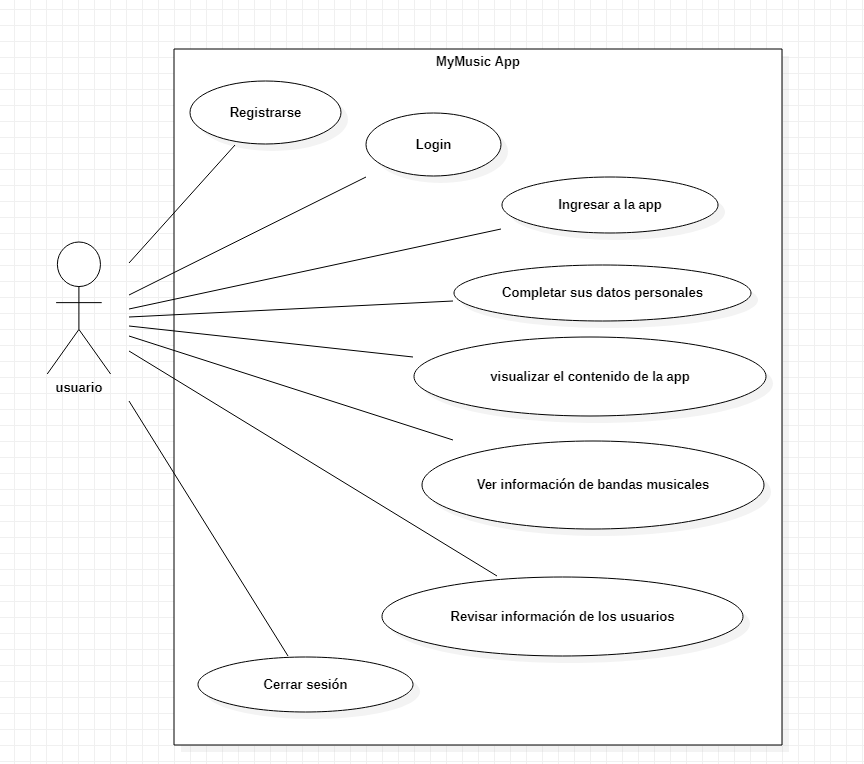 MyMusic App
Registrarse
Login
Ingresar a la app
Completar sus datos personales
visualizar el contenido de la app
usuario
Ver información de bandas musicales
Revisar información de los usuarios
Cerrar sesión